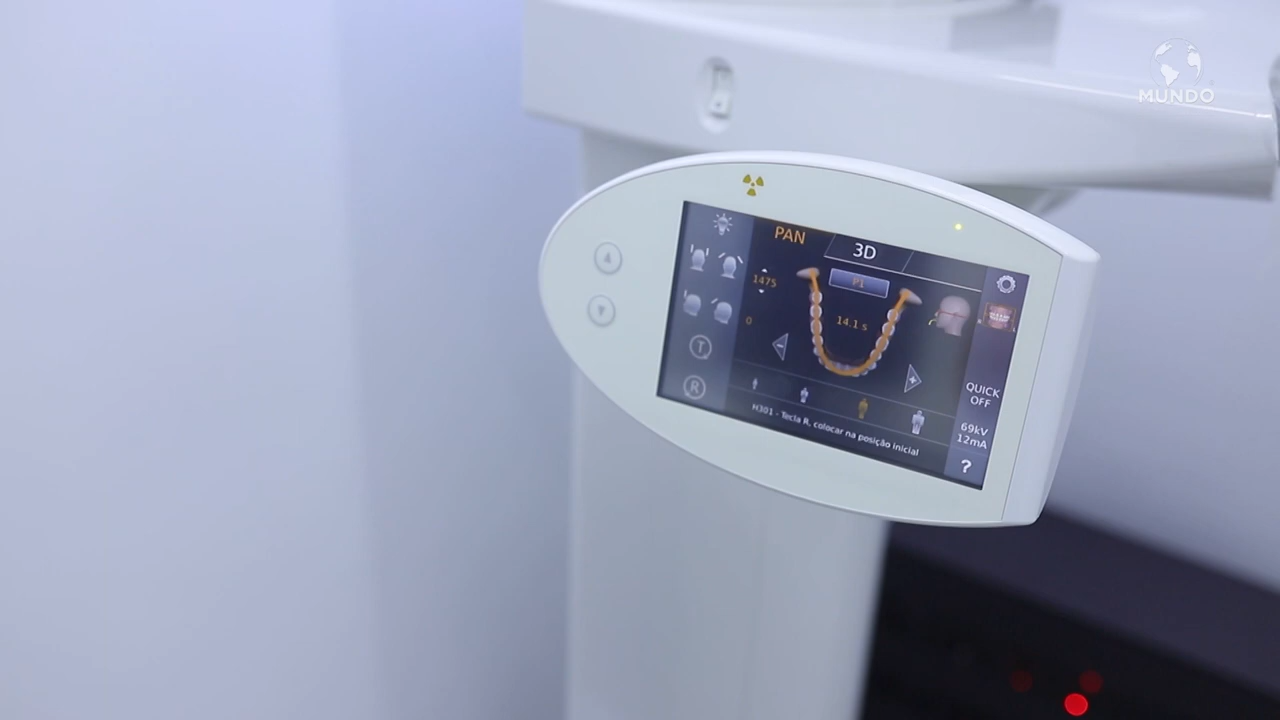 MUNDO
PAN
3D
1475
P1
0
14.1 s
T
R
QUICK
OFF
69kV
12mA
?
H301 - Tecla R, colocar na posição inicial